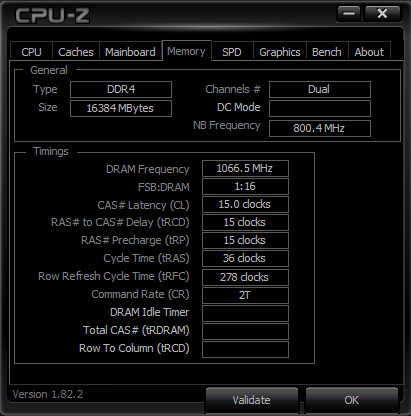 CPU-Z
CPU Caches Mainboard Memory SPD Graphics Bench About
General
Type DDR4 Channels # Dual
Size 16384 MBytes DC Mode
NB Frequency 800.4 MHz
Timings
DRAM Frequency 1066.5 MHz
FSB:DRAM 1:16
CAS# Latency (CL) 15.0 clocks
RAS# to CAS# Delay (tRCD) 15 clocks
RAS# Precharge (tRP) 15 clocks
Cycle Time (tRAS) 36 clocks
Row Refresh Cycle Time (tRFC) 278 clocks
Command Rate (CR) 2T
DRAM Idle Timer
Total CAS# (tRDRAM)
Row To Column (tRCD)
Version 1.82.2 Validate OK